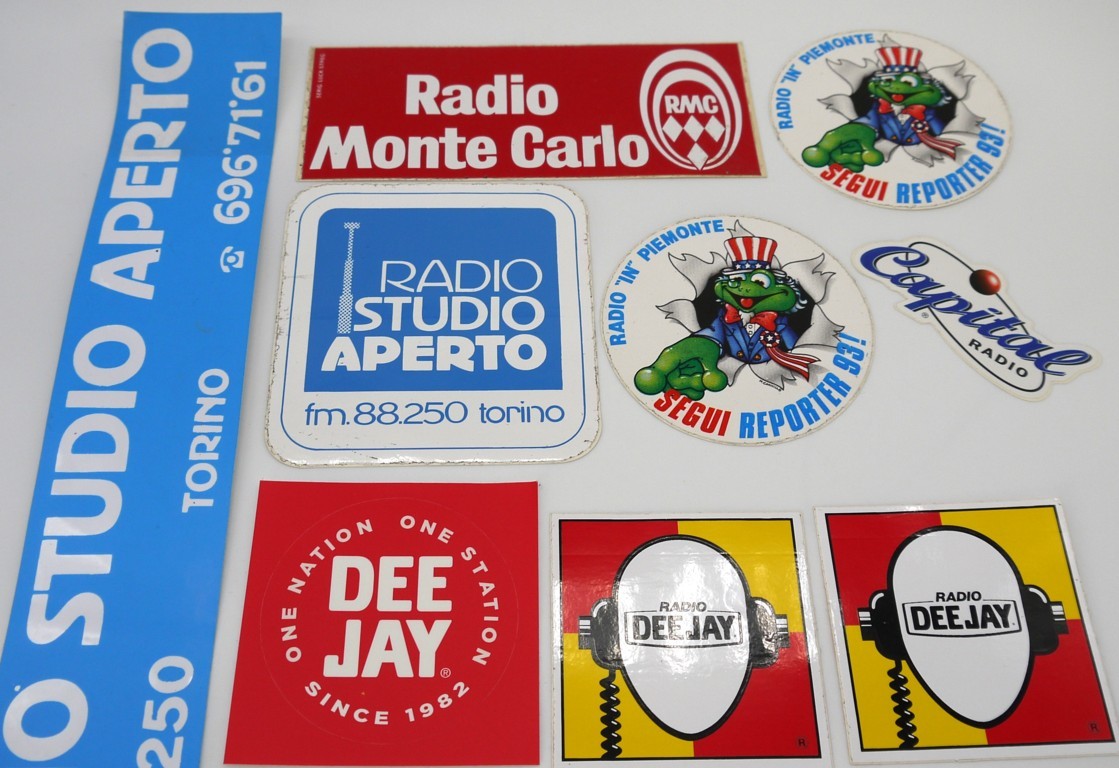 O STUDIO APERTO
250 TORINO ☎ 696.71.61
Radio
Monte Carlo
RMC
RADIO "IN" PIEMONTE
SEGUI REPORTER 93!
RADIO
STUDIO
APERTO
fm.88.250 torino
RADIO "IN" PIEMONTE
SEGUI REPORTER 93!
Capital
®
RADIO
ONE NATION ONE STATION
DEE
JAY®
SINCE 1982
RADIO
DEEJAY
R
RADIO
DEEJAY
R